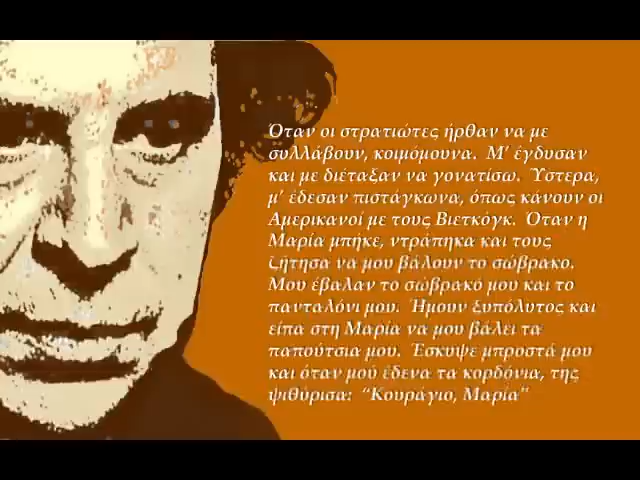 Όταν οι στρατιώτες ήρθαν να με
συλλάβουν, κοιμόμουνα. Μ' έγδυσαν
και με διέταξαν να γονατίσω. Ύστερα,
μ' έδεσαν πιστάγκωνα, όπως κάνουν οι
Αμερικανοί με τους Βιετκόγκ. Όταν η
Μαρία μπήκε, ντράπηκα και τους
ζήτησα να μου βάλουν το σώβρακο.
Μου έβαλαν το σώβρακό μου και το
πανταλόνι μου. Ήμουν ξυπόλυτος και
είπα στη Μαρία να μου βάλει τα
παπούτσια μου. Έσκυψε μπροστά μου
και όταν μού έδενα τα κορδόνια, της
ψιθύρισα: "Κουράγιο, Μαρία"